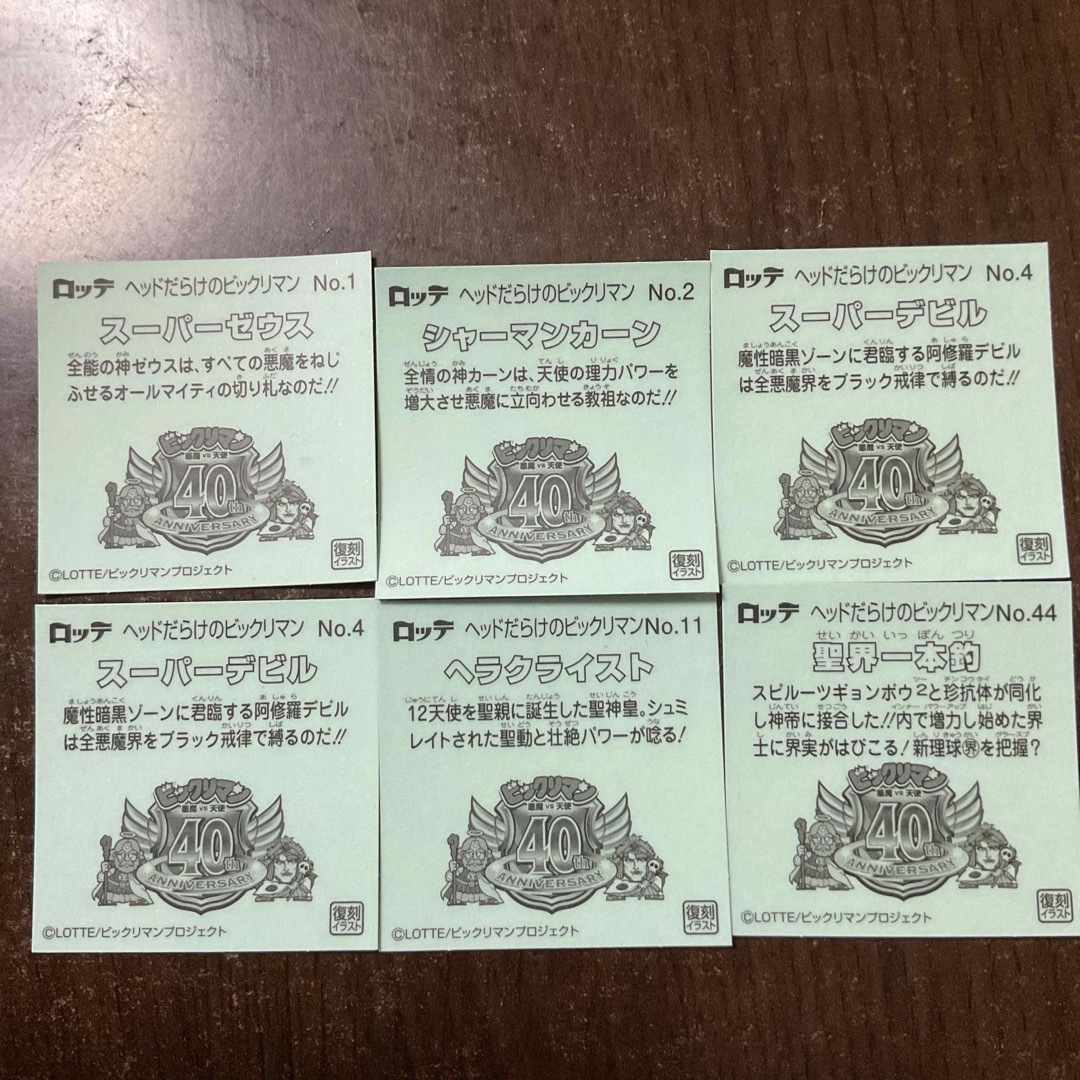 ロッテ ヘッドだらけのビックリマン No.1
スーパーゼウス
全能の神ゼウスは、すべての悪魔をねじ
ふせるオールマイティの切り札なのだ!!
ビックリマン
悪魔 VS 天使
40th
ANNIVERSARY
復刻
イラスト
©LOTTE/ビックリマンプロジェクト
ロッテ ヘッドだらけのビックリマン No.2
シャーマンカーン
全情の神カーンは、天使の理力パワーを
増大させ悪魔に立向わせる教祖なのだ!!
ビックリマン
悪魔 VS 天使
40th
ANNIVERSARY
復刻
イラスト
©LOTTE/ビックリマンプロジェクト
ロッテ ヘッドだらけのビックリマン No.4
スーパーデビル
魔性暗黒ゾーンに君臨する阿修羅デビル
は全悪魔界をブラック戒律で縛るのだ!!
ビックリマン
悪魔 VS 天使
40th
ANNIVERSARY
復刻
イラスト
©LOTTE/ビックリマンプロジェクト
ロッテ ヘッドだらけのビックリマン No.4
スーパーデビル
魔性暗黒ゾーンに君臨する阿修羅デビル
は全悪魔界をブラック戒律で縛るのだ!!
ビックリマン
悪魔 VS 天使
40th
ANNIVERSARY
復刻
イラスト
©LOTTE/ビックリマンプロジェクト
ロッテ ヘッドだらけのビックリマン No.11
ヘラクライスト
12天使を聖親に誕生した聖神皇。シュミ
レイトされた聖動と壮絶パワーが唸る!
ビックリマン
悪魔 VS 天使
40th
ANNIVERSARY
復刻
イラスト
©LOTTE/ビックリマンプロジェクト
ロッテ ヘッドだらけのビックリマン No.44
せい かい いっ ぽん つり
聖界一本釣
スピルーツギョンボウ2と珍抗体が同化
し神帝に接合した!!内で増力し始めた界
士に界実がはびこる!新理球界を把握?
ビックリマン
悪魔 VS 天使
40th
ANNIVERSARY
復刻
イラスト
©LOTTE/ビックリマンプロジェクト